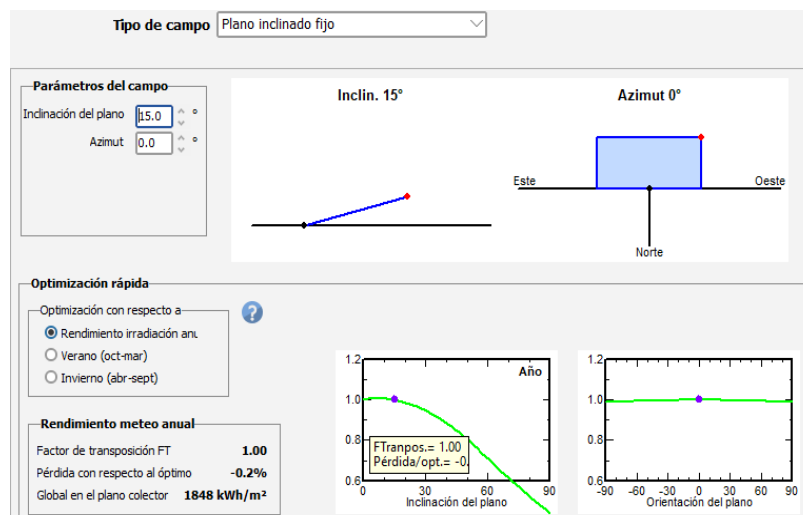 Tipo de campo Plano inclinado fijo
Parámetros del campo
Inclinación del plano 15.0 °
Azimut 0.0 °
Inclin. 15°
Azimut 0°
Este
Oeste
Norte
Optimización rápida
Optimización con respecto a
Rendimiento irradiación anu
Verano (oct-mar)
Invierno (abr-sept)
?
Rendimiento meteo anual
Factor de transposición FT 1.00
Pérdida con respecto al óptimo -0.2%
Global en el plano colector 1848 kWh/m²
Año
1.2
1.0
0.8
0.6
FTranpos.= 1.00
Pérdida/opt.= -0.
0 30 60 90
Inclinación del plano
1.2
1.0
0.8
0.6
-90 -60 -30 0 30 60 90
Orientación del plano